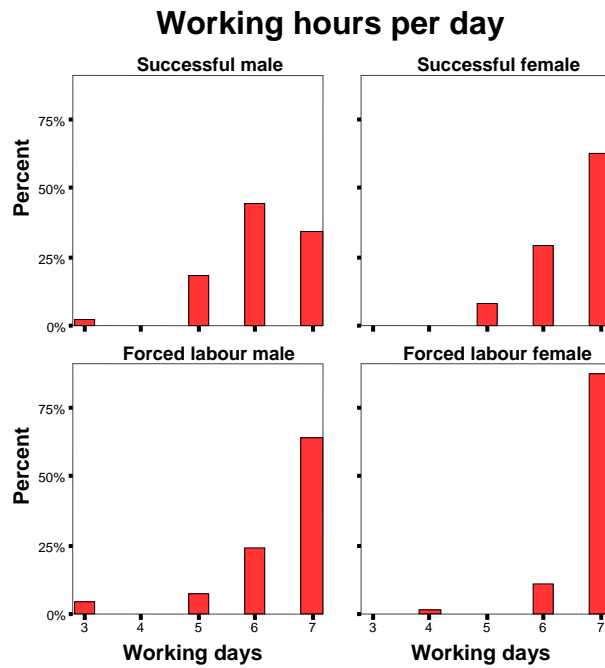 Working hours per day
Successful male
Successful female
75%
50%
25%
0%
Percent
Forced labour male
Forced labour female
75%
50%
25%
0%
Percent
3 4 5 6 7
3 4 5 6 7
Working days
Working days